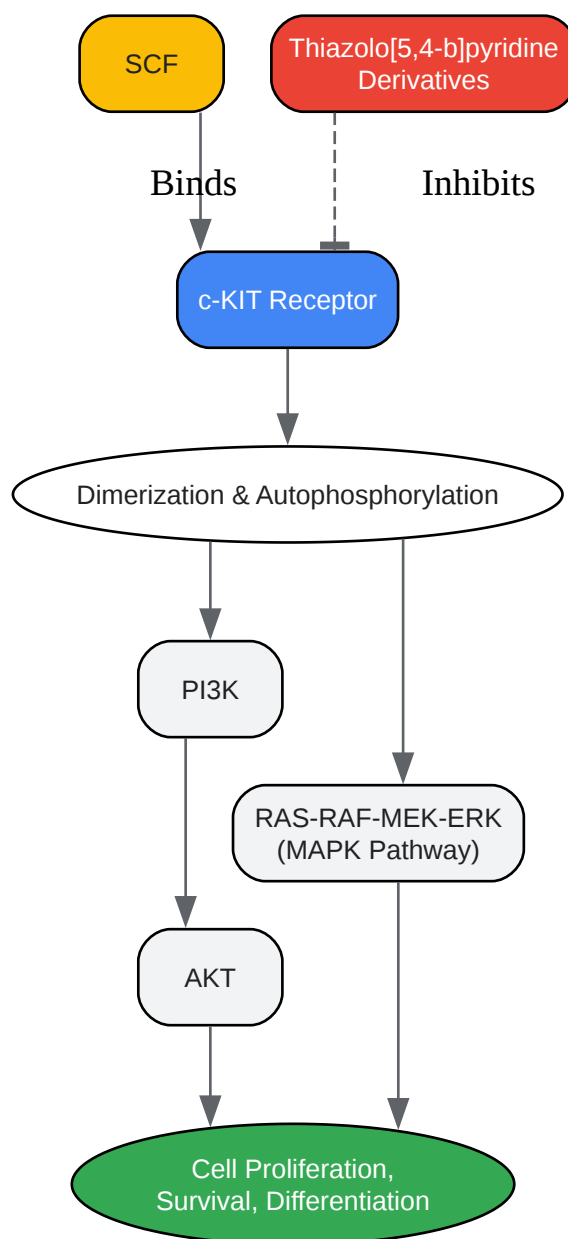 SCF
Thiazolo[5,4-b]pyridine
Derivatives
Binds
Inhibits
c-KIT Receptor
Dimerization & Autophosphorylation
PI3K
RAS-RAF-MEK-ERK
(MAPK Pathway)
AKT
Cell Proliferation,
Survival, Differentiation